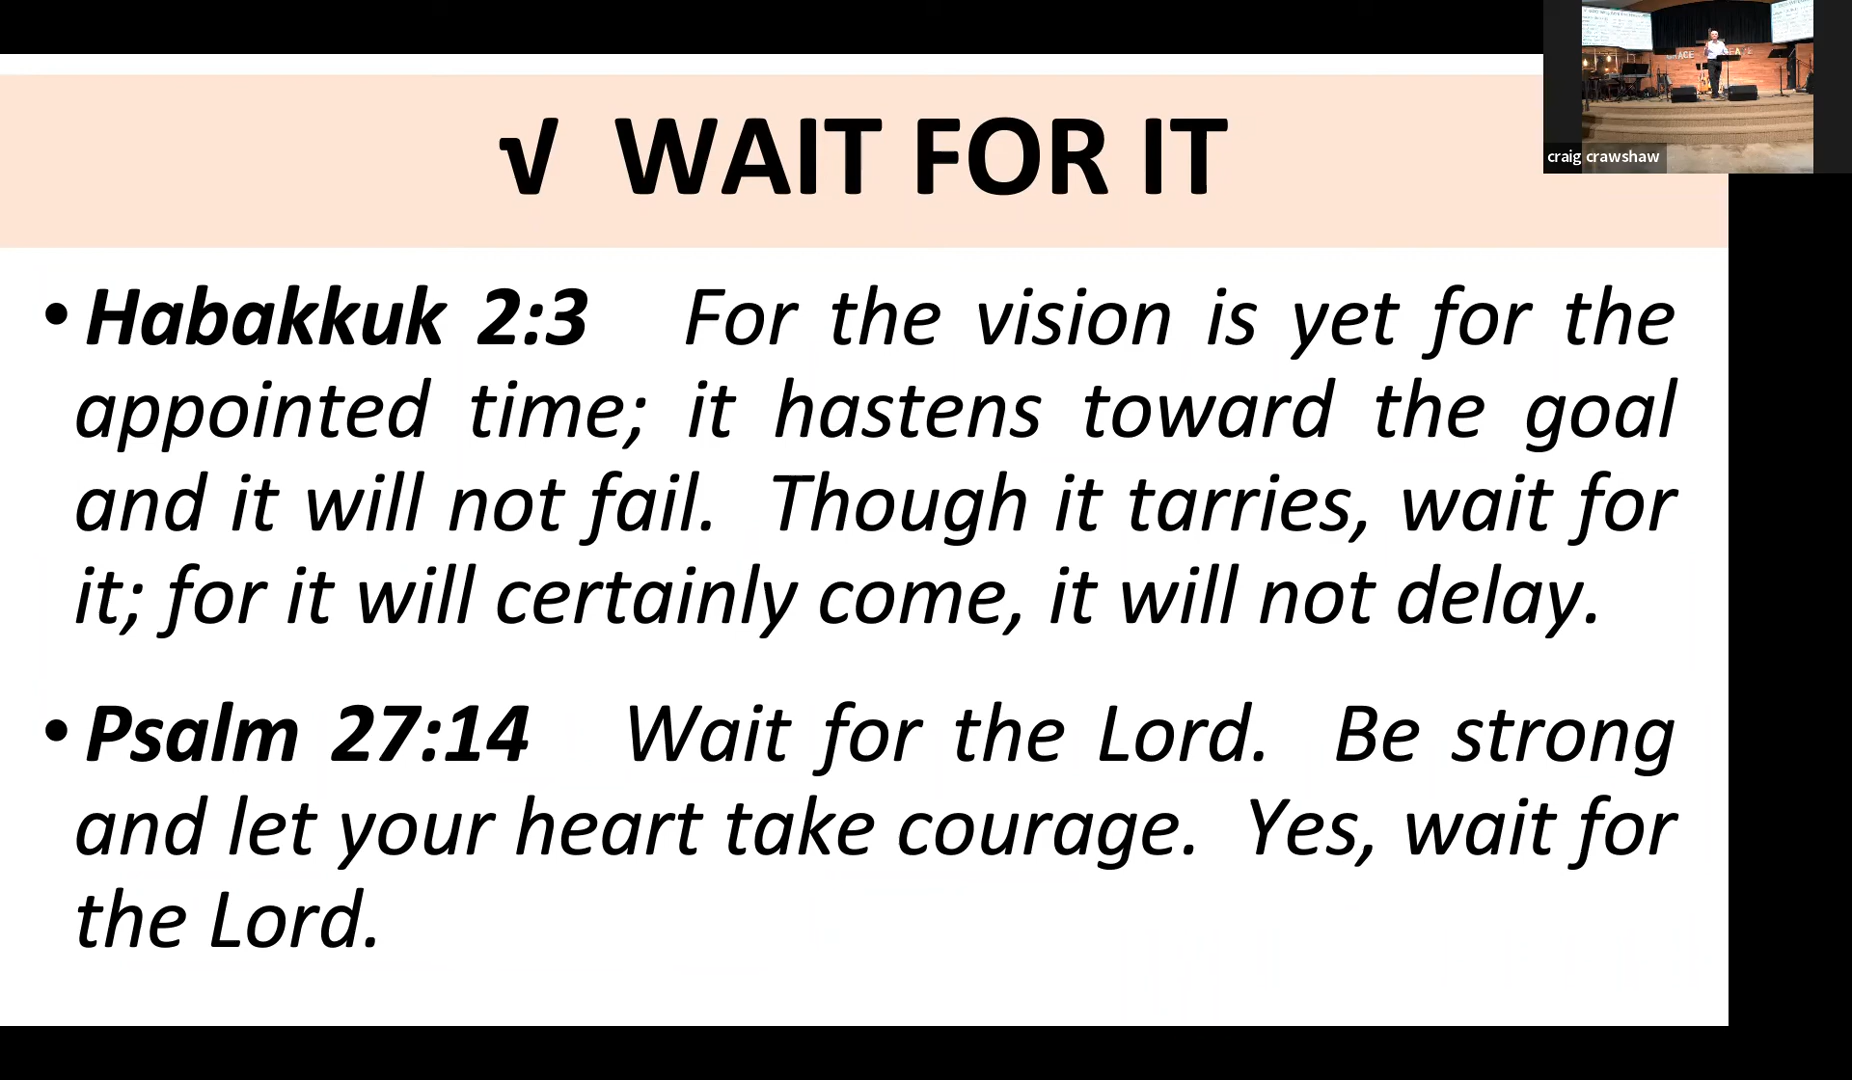 √ WAIT FOR IT
craig crawshaw
• Habakkuk 2:3 For the vision is yet for the
appointed time; it hastens toward the goal
and it will not fail. Though it tarries, wait for
it; for it will certainly come, it will not delay.
• Psalm 27:14 Wait for the Lord. Be strong
and let your heart take courage. Yes, wait for
the Lord.